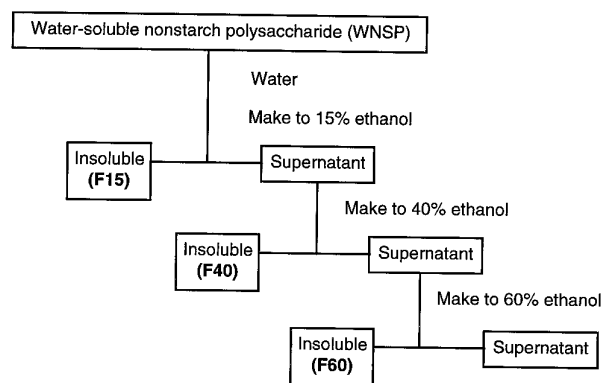 Water-soluble nonstarch polysaccharide (WNSP)
Water
Make to 15% ethanol
Insoluble
(F15)
Supernatant
Make to 40% ethanol
Insoluble
(F40)
Supernatant
Make to 60% ethanol
Insoluble
(F60)
Supernatant